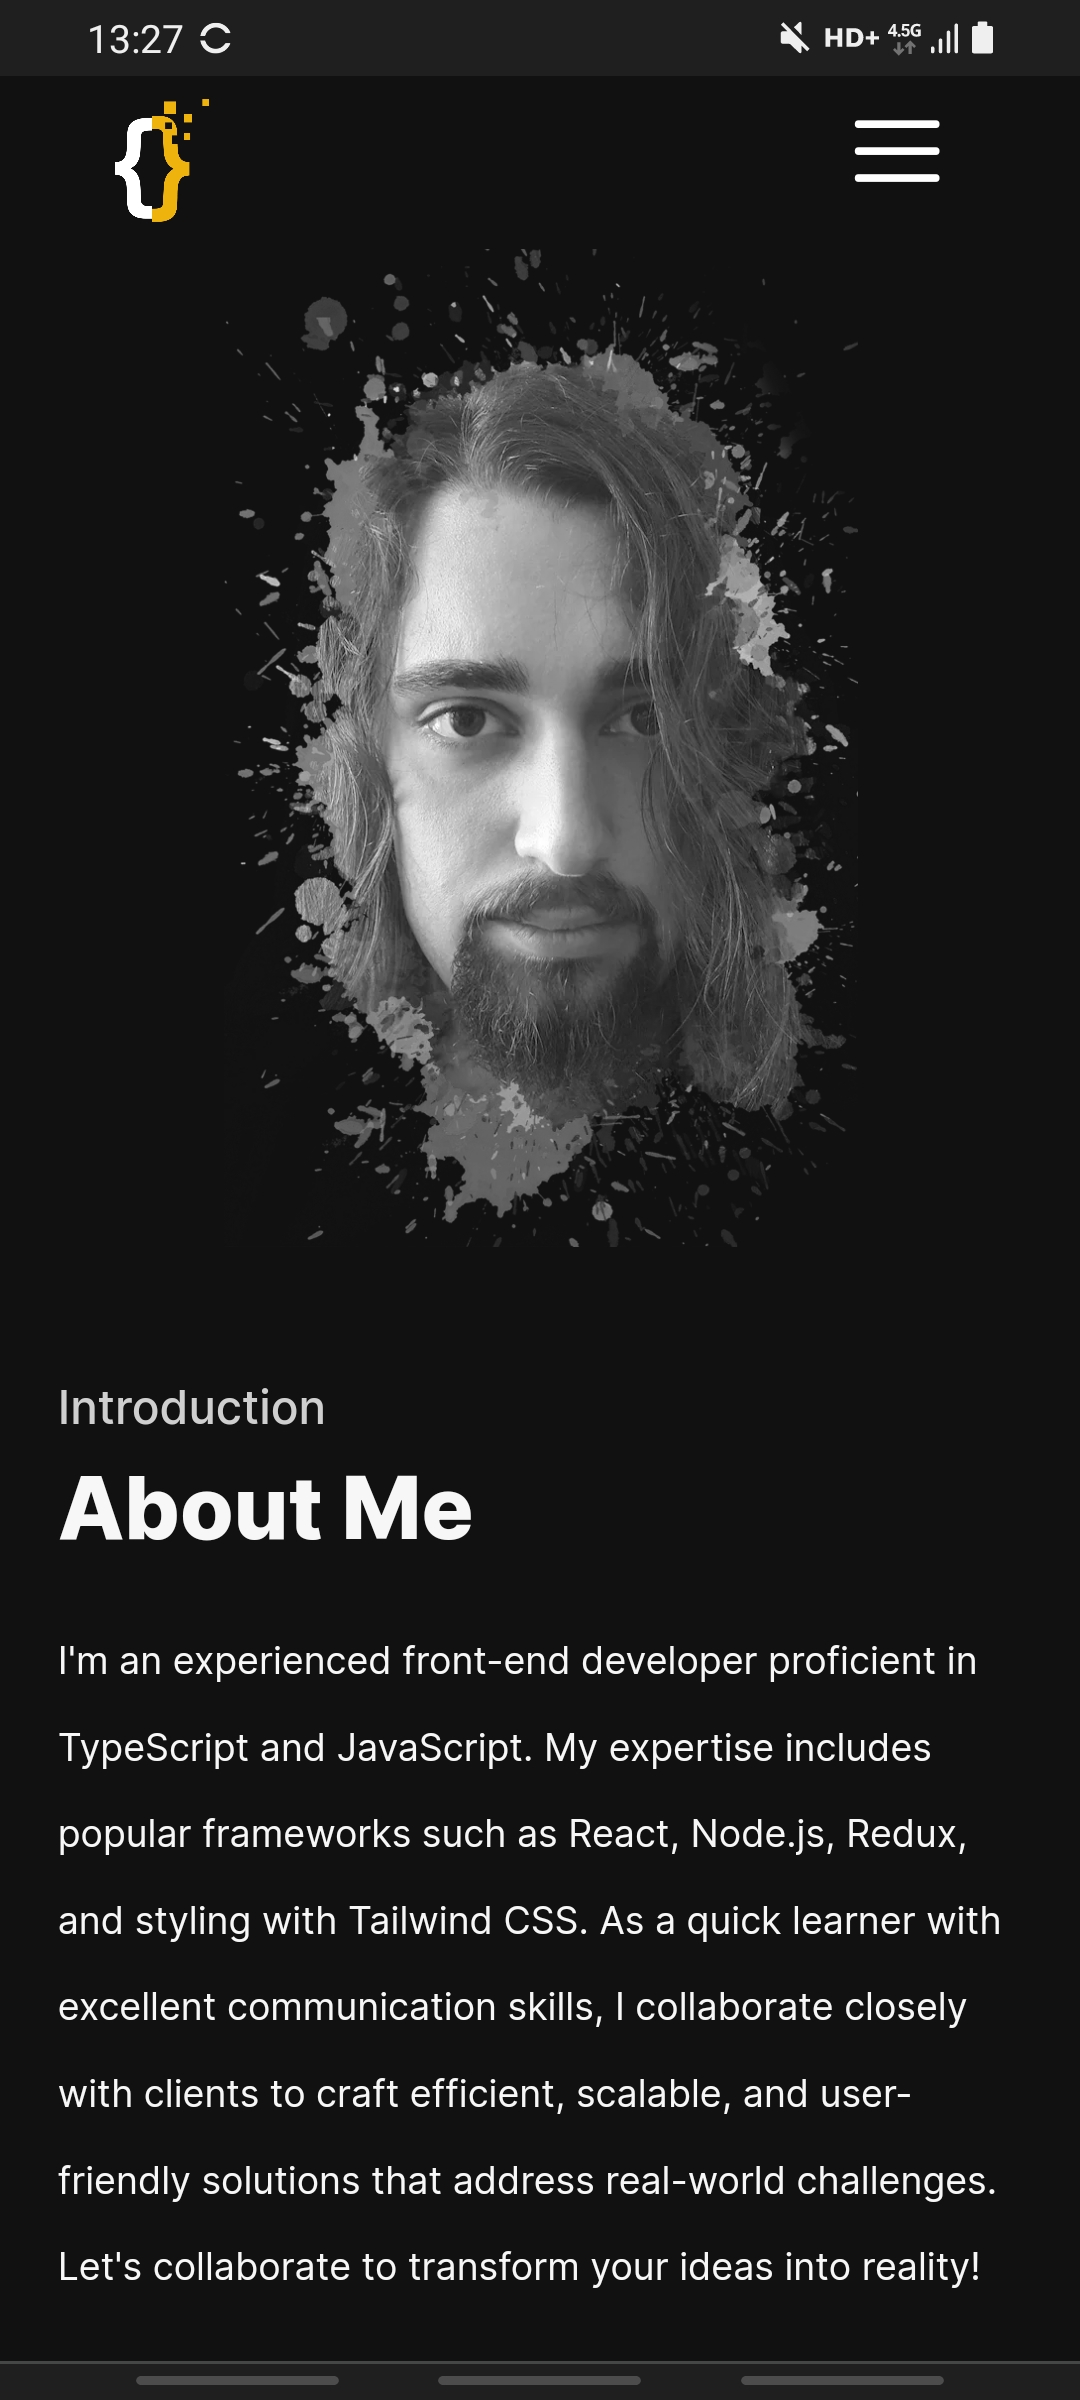 13:27
HD+ 4.5G
{}
Introduction
About Me
I'm an experienced front-end developer proficient in
TypeScript and JavaScript. My expertise includes
popular frameworks such as React, Node.js, Redux,
and styling with Tailwind CSS. As a quick learner with
excellent communication skills, I collaborate closely
with clients to craft efficient, scalable, and user-
friendly solutions that address real-world challenges.
Let's collaborate to transform your ideas into reality!